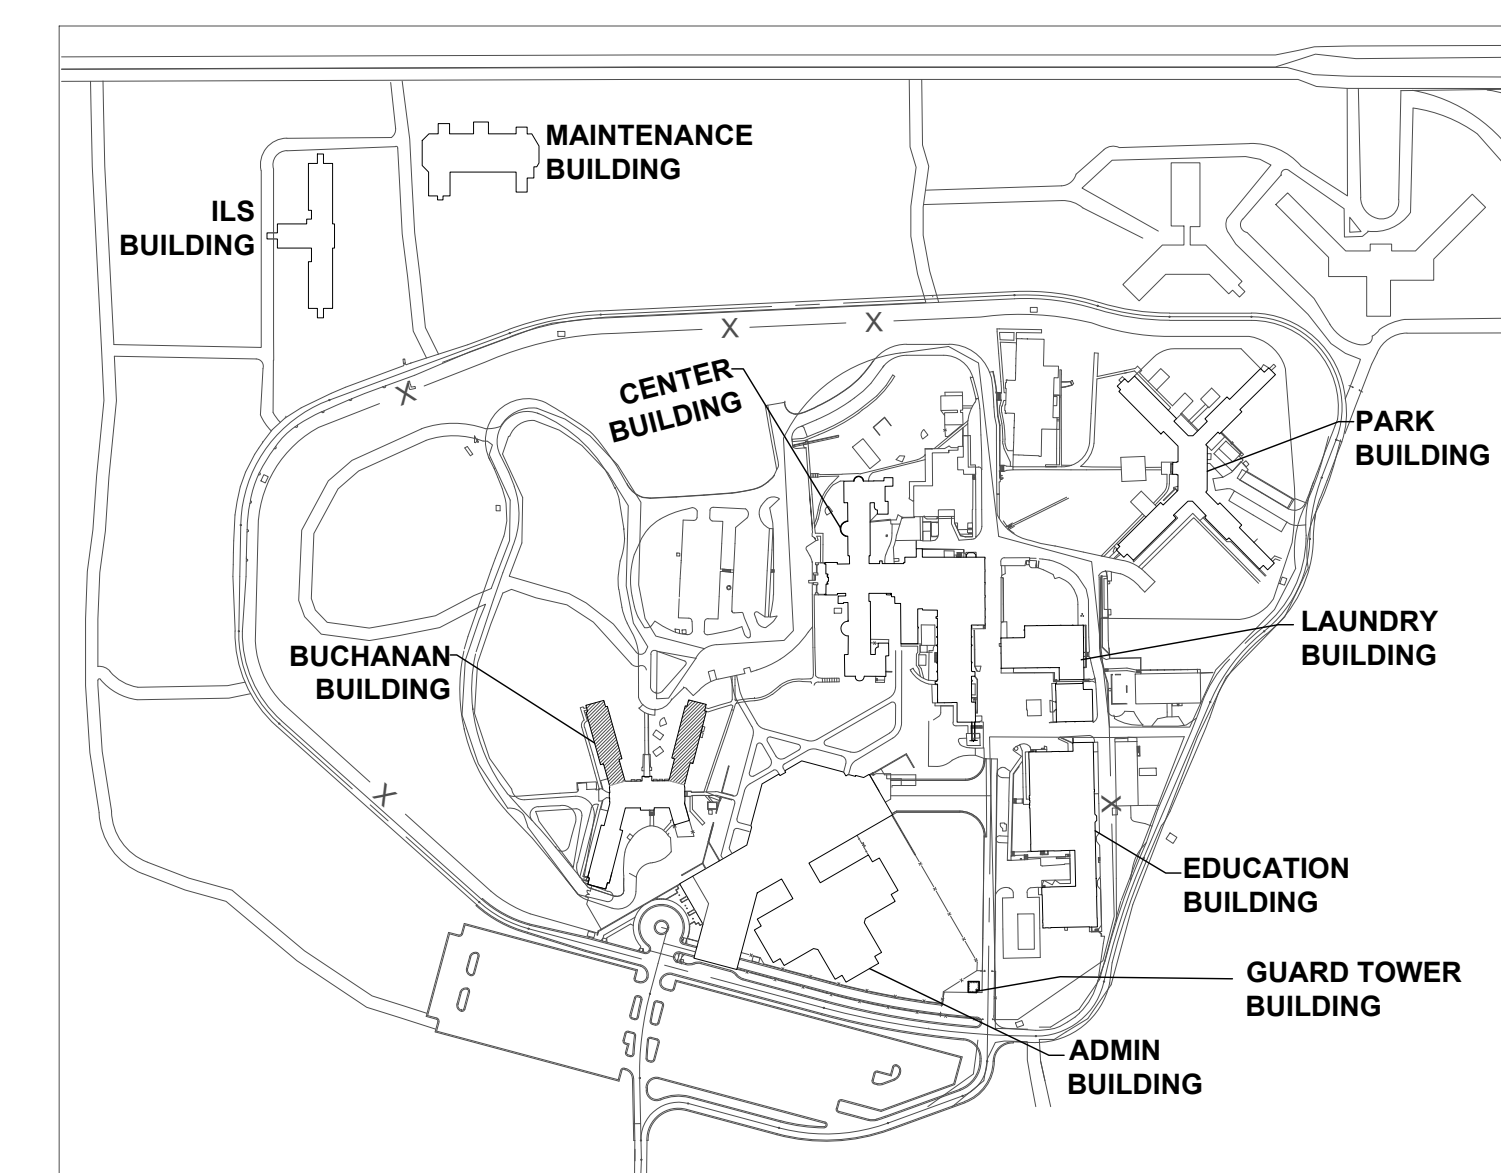 MAINTENANCE
BUILDING
ILS
BUILDING
X
X
X
CENTER
BUILDING
PARK
BUILDING
LAUNDRY
BUILDING
BUCHANAN
BUILDING
X
X
EDUCATION
BUILDING
GUARD TOWER
BUILDING
ADMIN
BUILDING